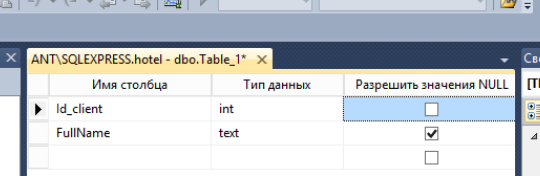 ANT\SQLEXPRESS.hotel - dbo.Table_1*
Имя столбца Тип данных Разрешить значения NULL
Id_client int
FullName text